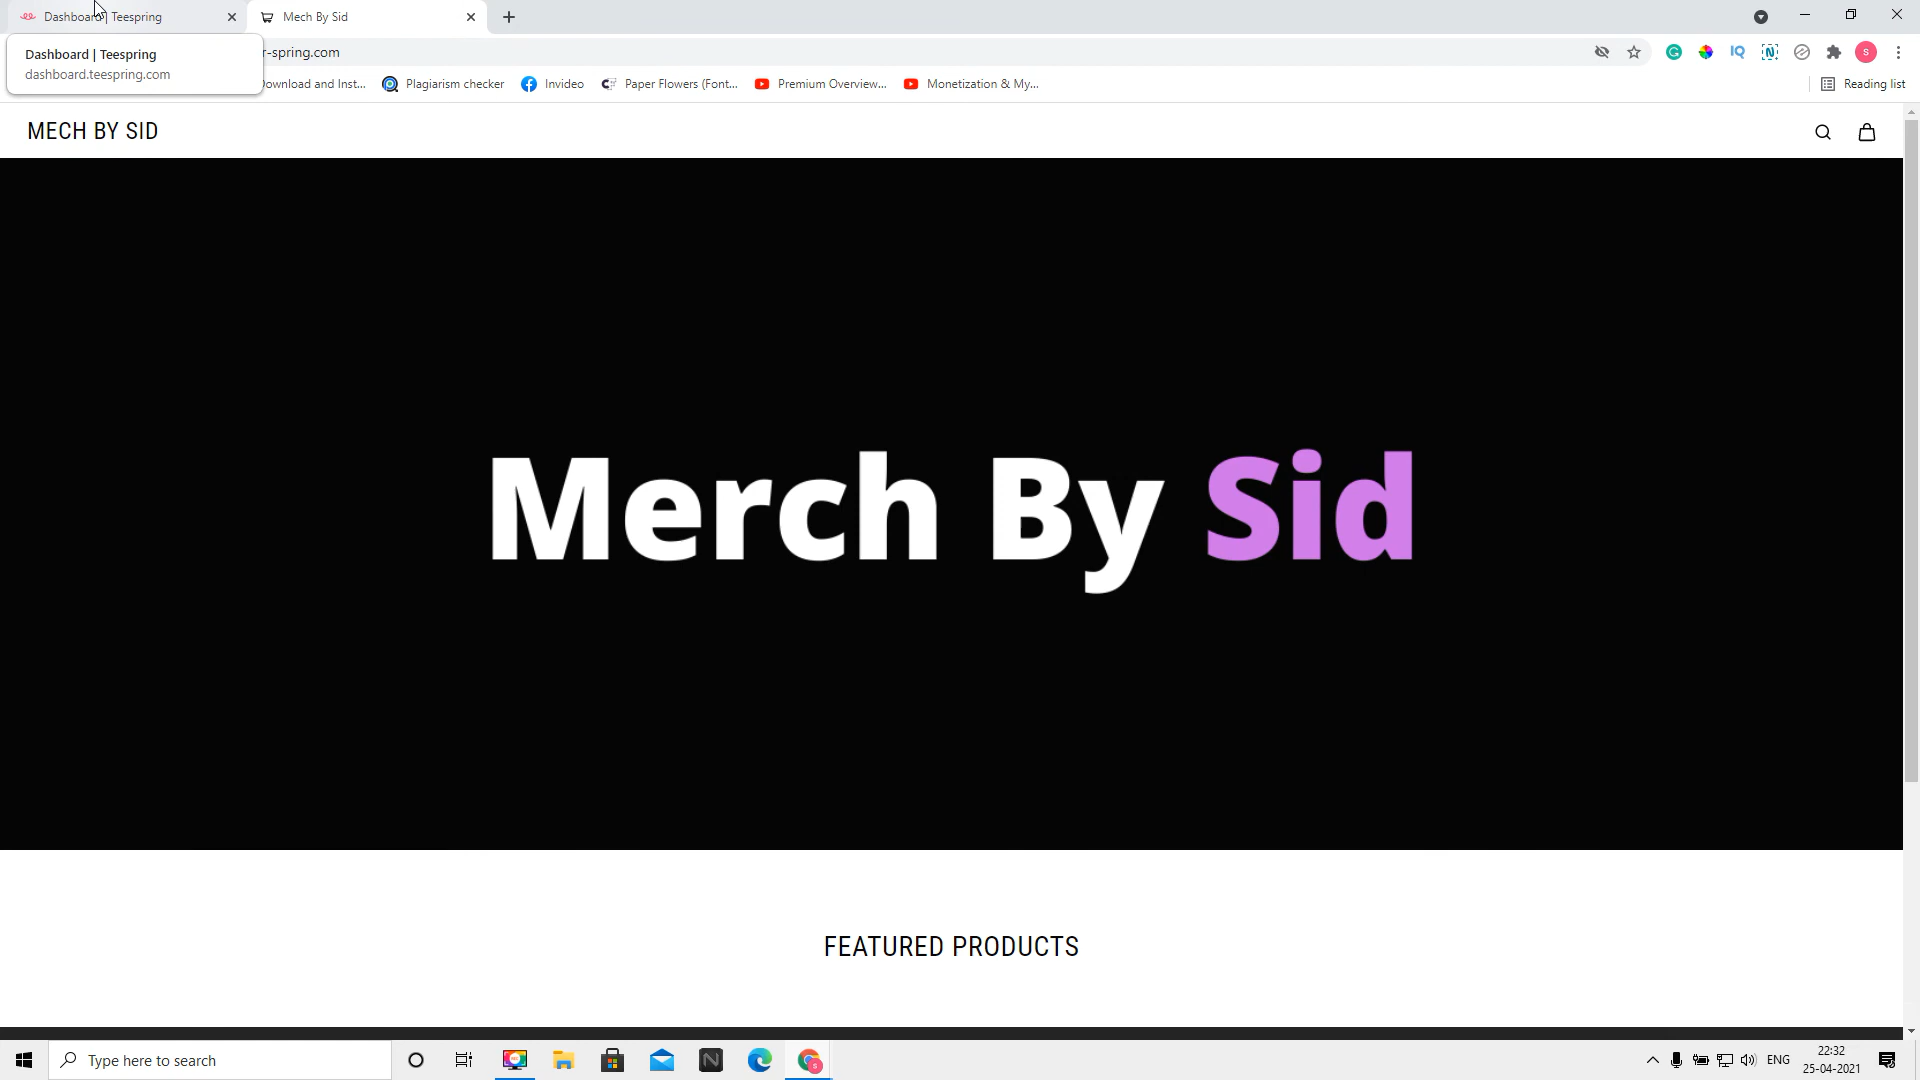 Dashboard | Teespring
Mech By Sid
Dashboard | Teespring
dashboard.teespring.com
r-spring.com
Download and Inst...
Plagiarism checker
Invideo
Paper Flowers (Font...
Premium Overview...
Monetization & My...
Reading list
MECH BY SID
Merch By Sid
FEATURED PRODUCTS
Type here to search
ENG
22:32
25-04-2021